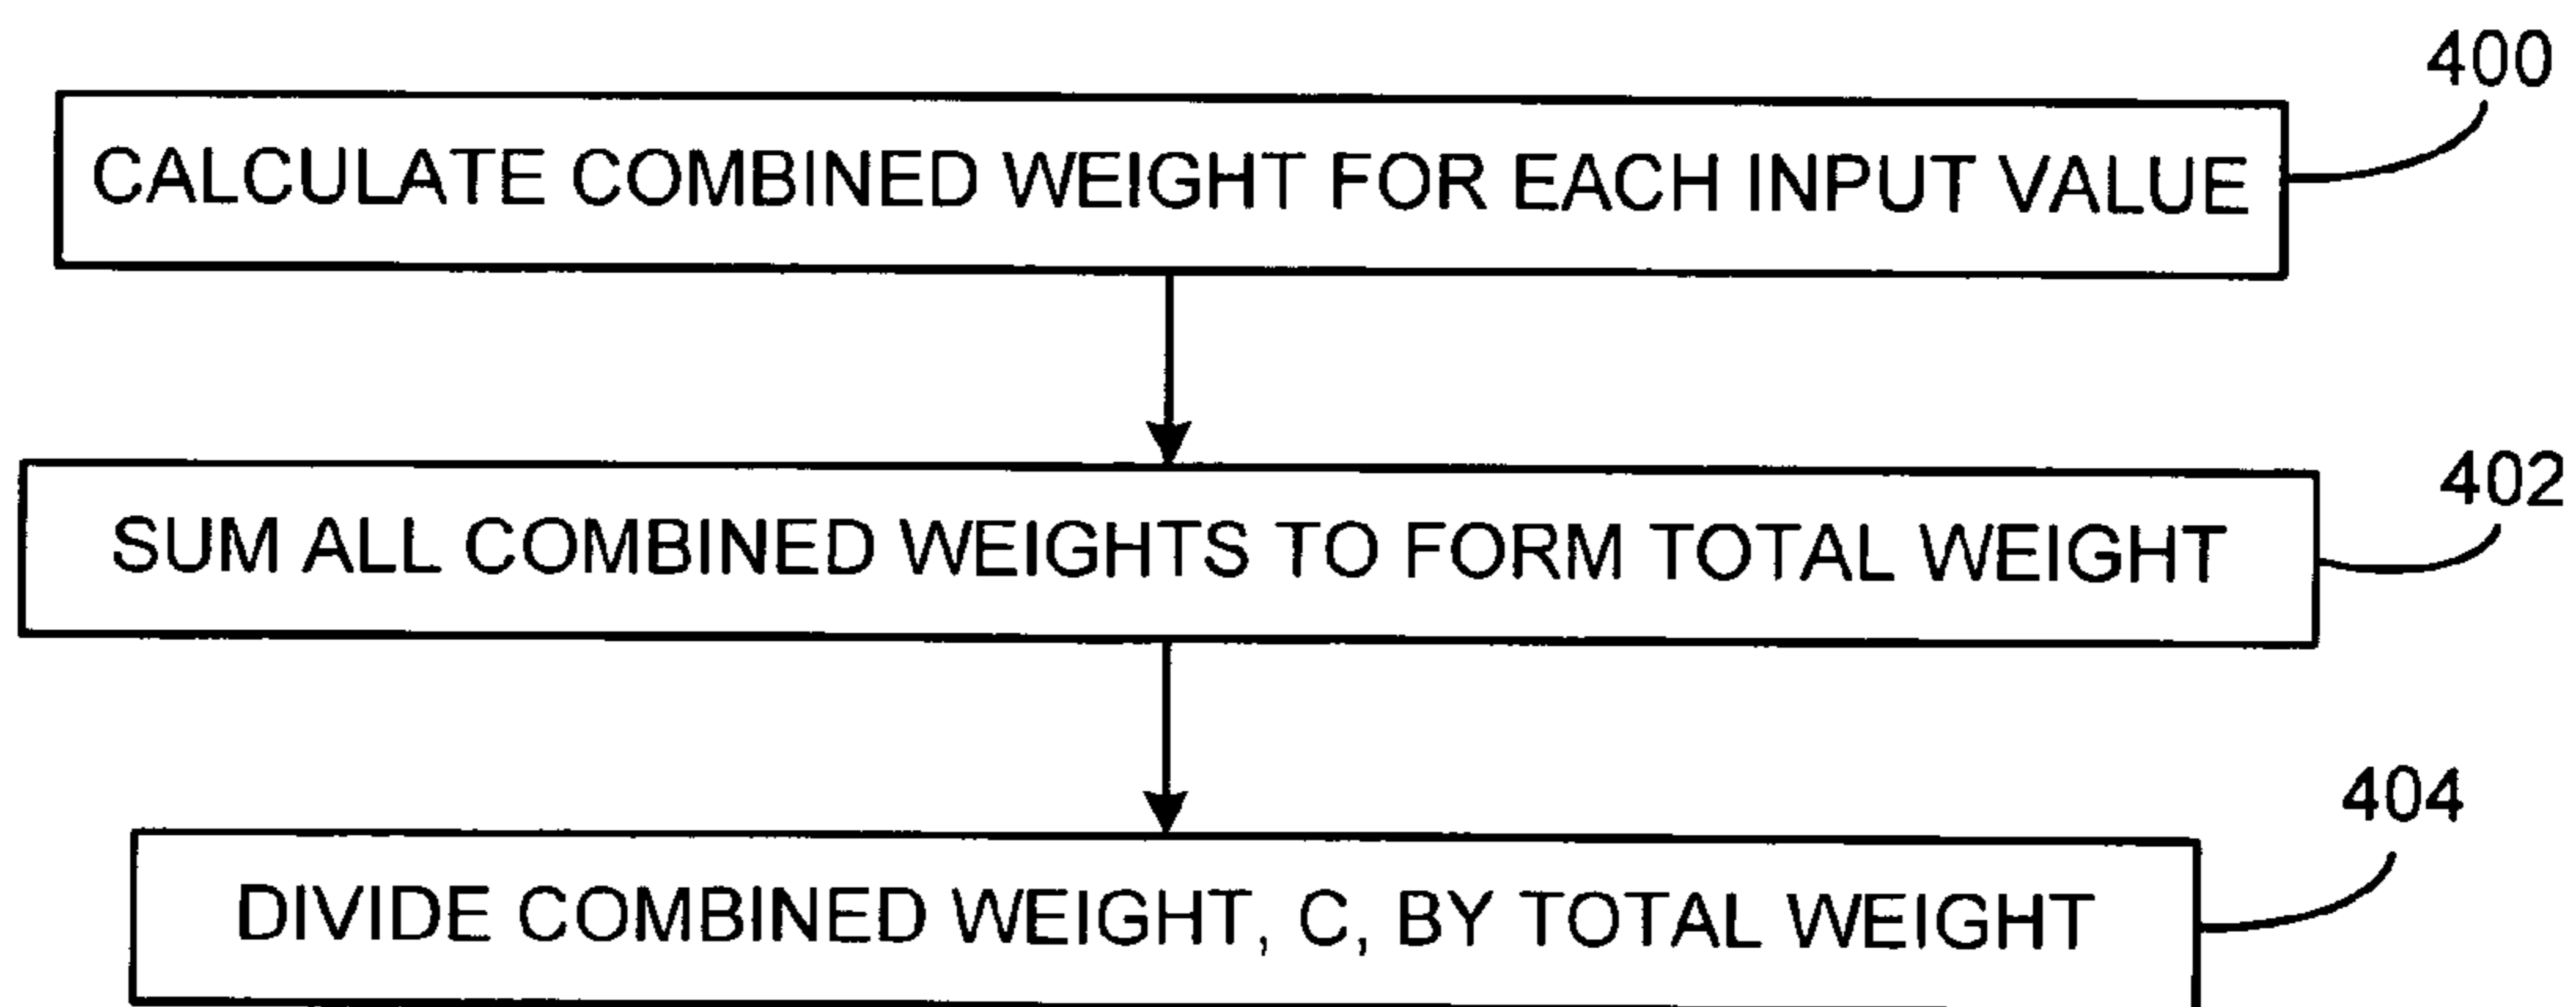 400
CALCULATE COMBINED WEIGHT FOR EACH INPUT VALUE
402
SUM ALL COMBINED WEIGHTS TO FORM TOTAL WEIGHT
404
DIVIDE COMBINED WEIGHT, C, BY TOTAL WEIGHT